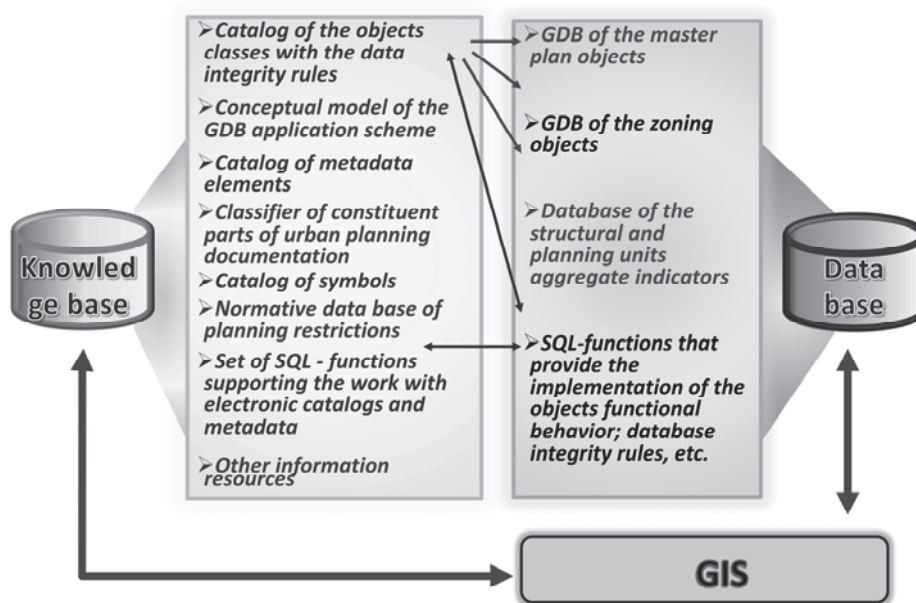 ➢Catalog of the objects
classes with the data
integrity rules
➢Conceptual model of the
GDB application scheme
➢Catalog of metadata
elements
➢Classifier of constituent
parts of urban planning
documentation
➢Catalog of symbols
➢Normative data base of
planning restrictions
➢Set of SQL - functions
supporting the work with
electronic catalogs and
metadata
➢Other information
resources
➢GDB of the master
plan objects
➢GDB of the zoning
objects
➢Database of the
structural and
planning units
aggregate indicators
➢SQL-functions that
provide the
implementation of the
objects functional
behavior; database
integrity rules, etc.
Knowled
ge base
Data
base
GIS